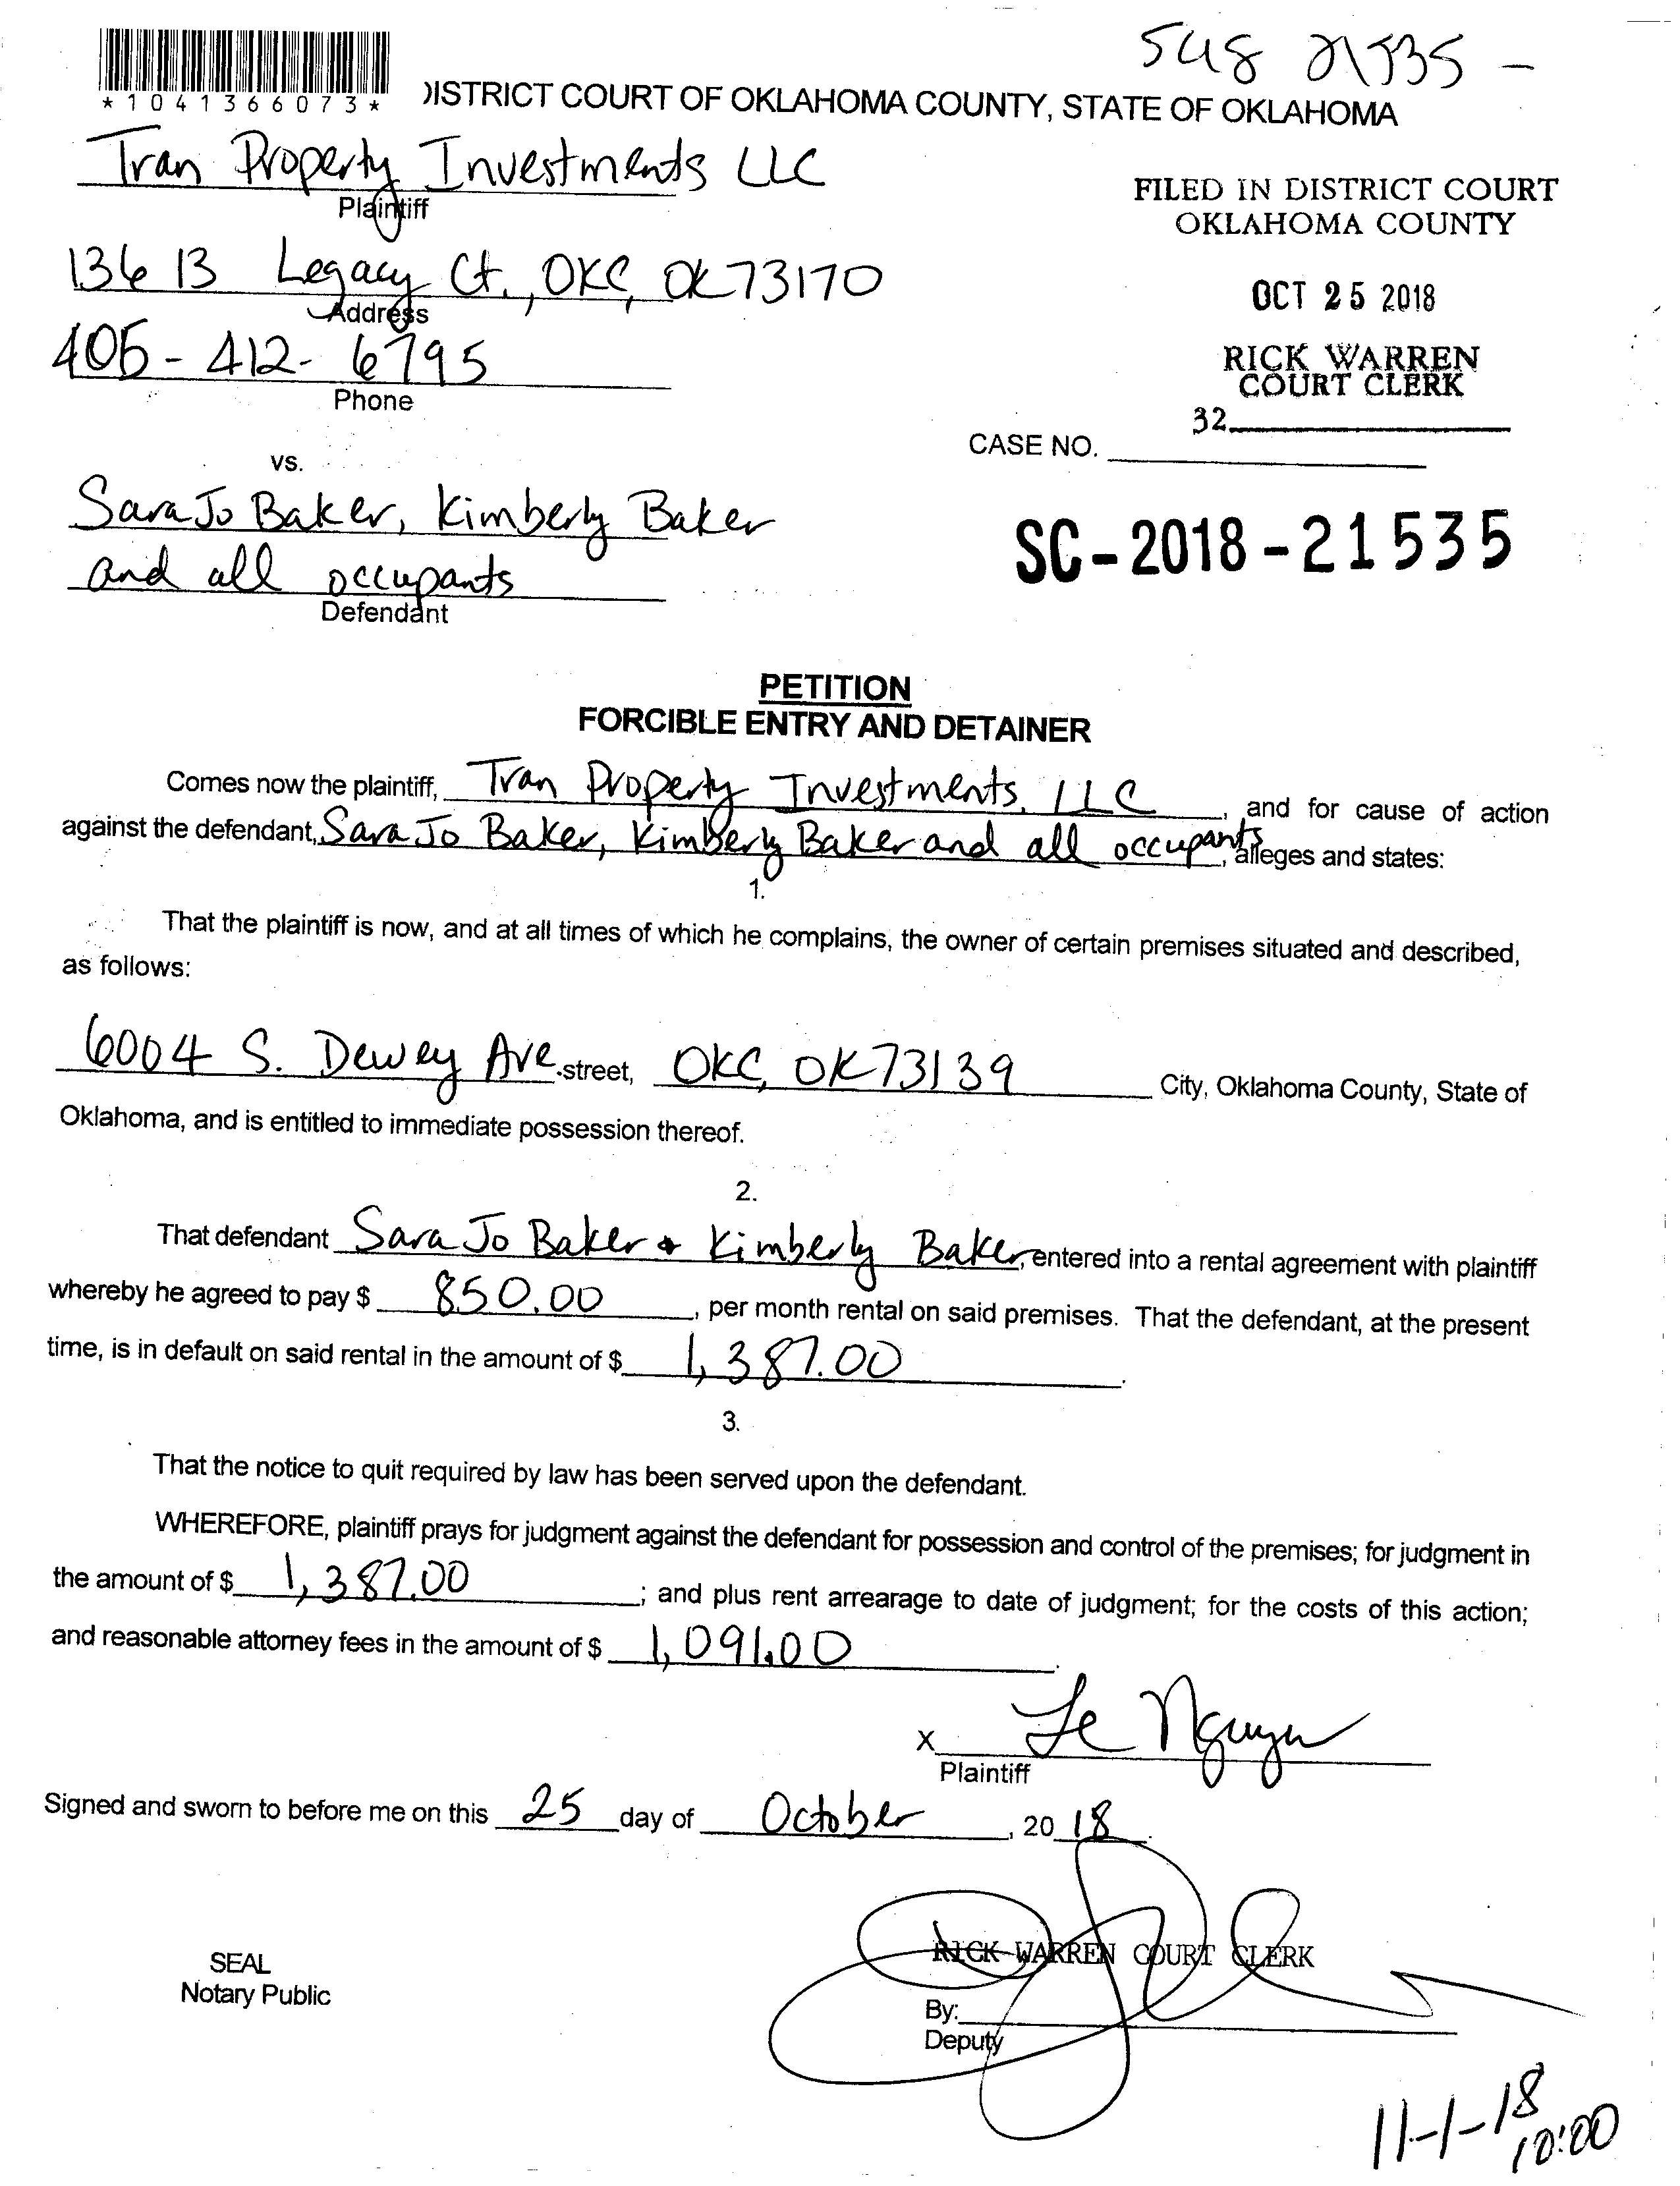 548 21535 -
*1041366073*
DISTRICT COURT OF OKLAHOMA COUNTY, STATE OF OKLAHOMA
Tran Property Investments LLC
Plaintiff
FILED IN DISTRICT COURT
OKLAHOMA COUNTY
13613 Legacy Ct., OKC, OK 73170
Address
OCT 25 2018
405-412-6795
Phone
RICK WARREN
COURT CLERK
32
CASE NO.
vs.
Sara Jo Baker, Kimberly Baker
and all occupants
Defendant
SC-2018-21535
PETITION
FORCIBLE ENTRY AND DETAINER
Comes now the plaintiff, Tran Property Investments, LLC, and for cause of action
against the defendant, Sara Jo Baker, Kimberly Baker and all occupants, alleges and states:
1.
That the plaintiff is now, and at all times of which he complains, the owner of certain premises situated and described,
as follows:
6004 S. Dewey Ave. street, OKC, OK 73139 City, Oklahoma County, State of
Oklahoma, and is entitled to immediate possession thereof.
2.
That defendant Sara Jo Baker & Kimberly Baker, entered into a rental agreement with plaintiff
whereby he agreed to pay $ 850.00, per month rental on said premises. That the defendant, at the present
time, is in default on said rental in the amount of $ 1,387.00.
3.
That the notice to quit required by law has been served upon the defendant.
WHEREFORE, plaintiff prays for judgment against the defendant for possession and control of the premises; for judgment in
the amount of $ 1,387.00; and plus rent arrearage to date of judgment; for the costs of this action;
and reasonable attorney fees in the amount of $ 1,091.00.
X Le Nguyen
Plaintiff
Signed and sworn to before me on this 25 day of October, 2018.
RICK WARREN COURT CLERK
SEAL
Notary Public
By:
Deputy
11-1-18
10:00